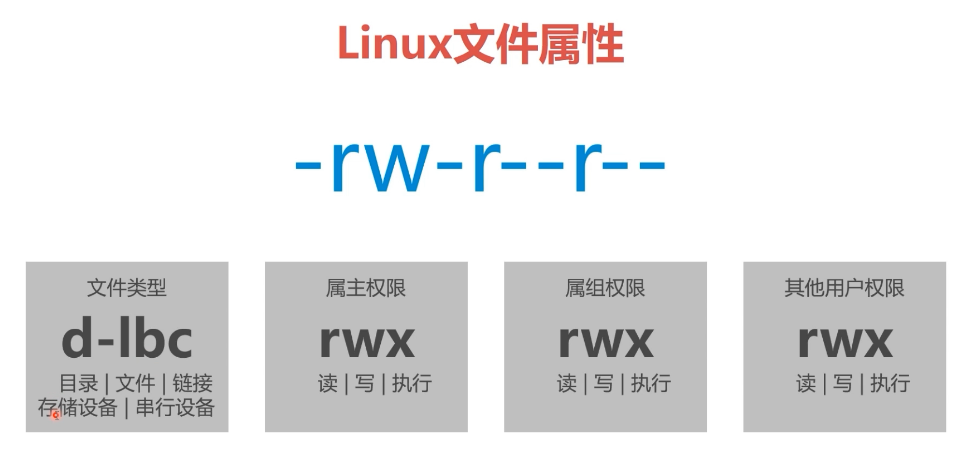 Linux文件属性
-rw-r--r--
文件类型
d-lbc
目录 | 文件 | 链接
存储设备 | 串行设备
属主权限
rwx
读 | 写 | 执行
属组权限
rwx
读 | 写 | 执行
其他用户权限
rwx
读 | 写 | 执行